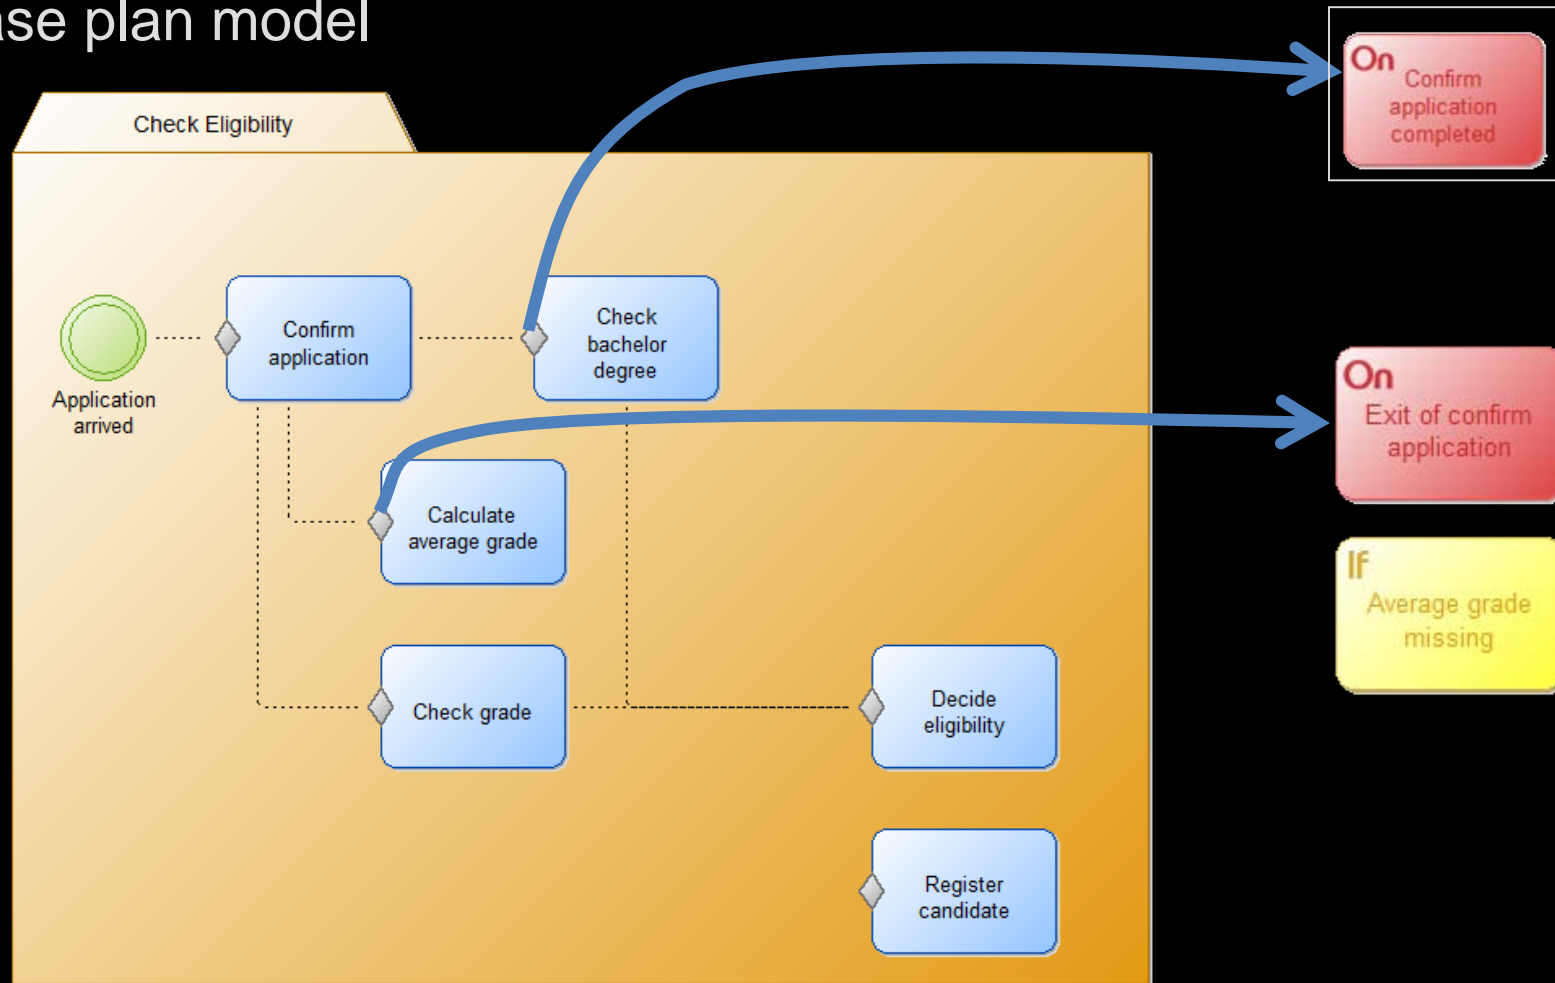 ase plan model
Check Eligibility
Application
arrived
Confirm
application
Check
bachelor
degree
Calculate
average grade
Check grade
Decide
eligibility
Register
candidate
On
Confirm
application
completed
On
Exit of confirm
application
If
Average grade
missing